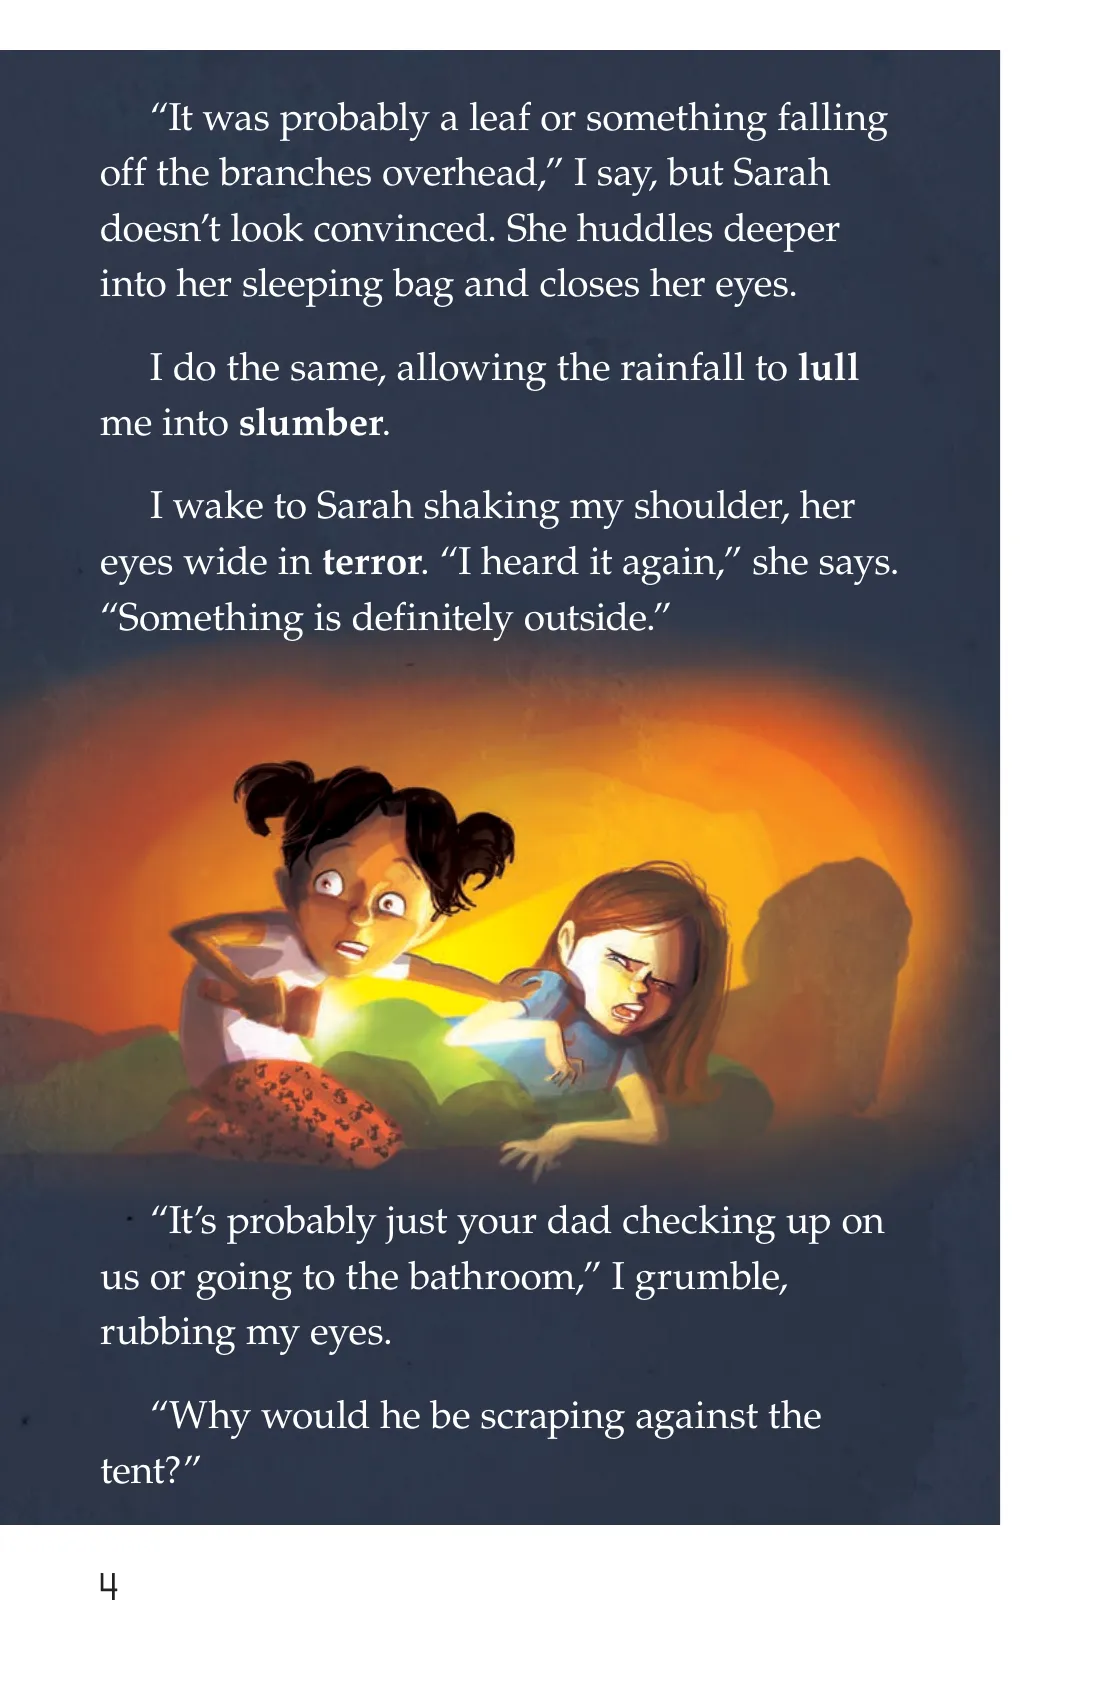 “It was probably a leaf or something falling
off the branches overhead,” I say, but Sarah
doesn’t look convinced. She huddles deeper
into her sleeping bag and closes her eyes.
I do the same, allowing the rainfall to lull
me into slumber.
I wake to Sarah shaking my shoulder, her
eyes wide in terror. “I heard it again,” she says.
“Something is definitely outside.”
“It’s probably just your dad checking up on
us or going to the bathroom,” I grumble,
rubbing my eyes.
“Why would he be scraping against the
tent?”
4